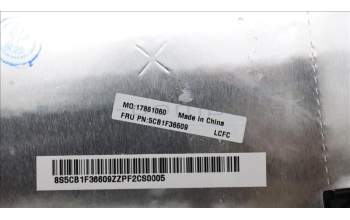 MO:17861060 Made in China
FRU PN:5CB1F36609 LCFC
8S5CB1F36609ZZPF2CS0005